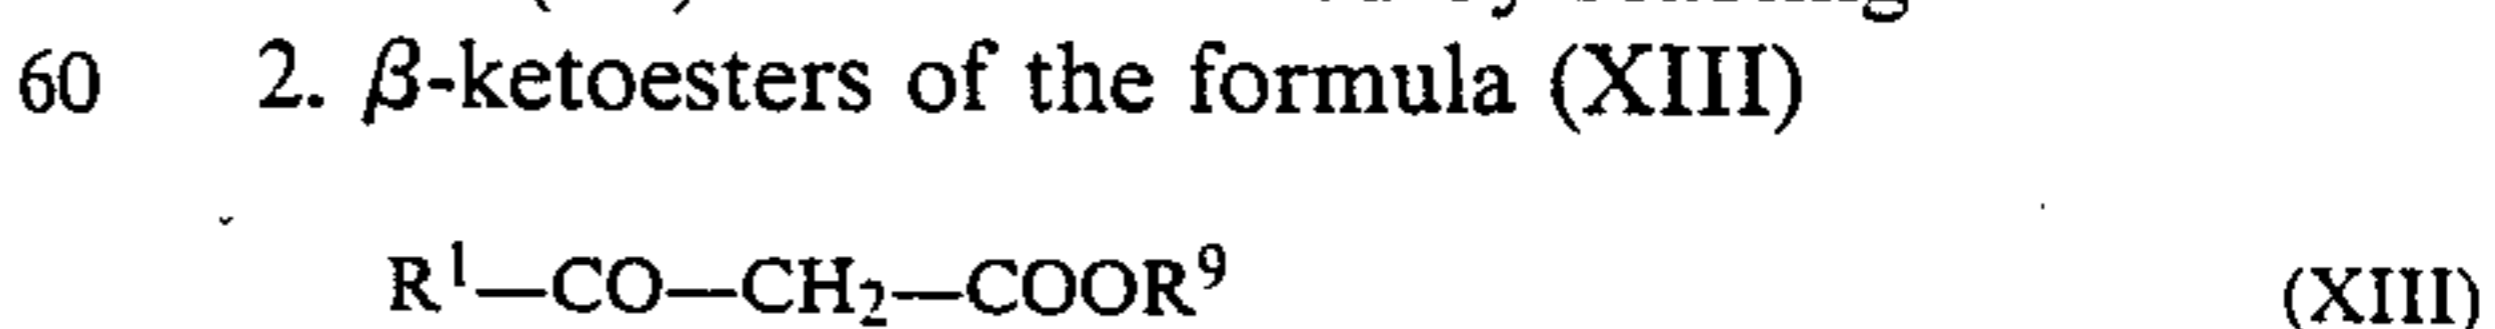 60 2. β-ketoesters of the formula (XIII)
R¹—CO—CH₂—COOR⁹ (XIII)